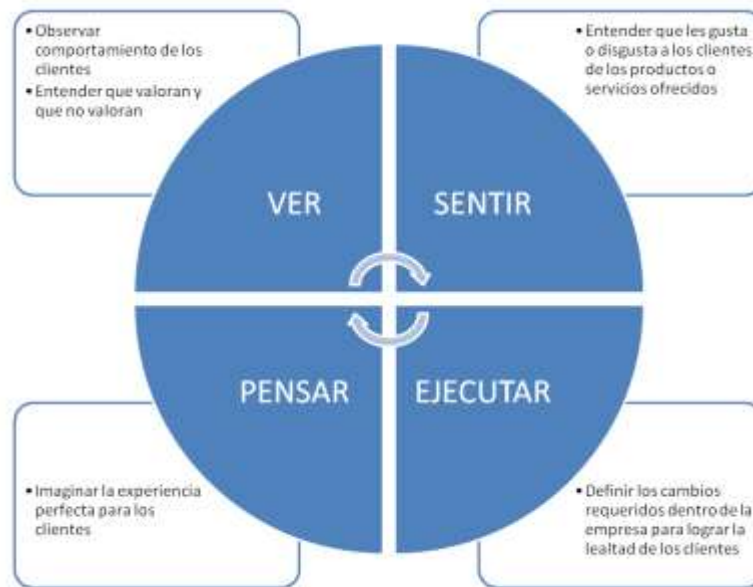 • Observar
comportamiento de los
clientes
• Entender que valoran y
que no valoran
• Entender que les gusta
o disgusta a los clientes
de los productos o
servicios ofrecidos
VER
SENTIR
PENSAR
EJECUTAR
• Imaginar la experiencia
perfecta para los
clientes
• Definir los cambios
requeridos dentro de la
empresa para lograr la
lealtad de los clientes